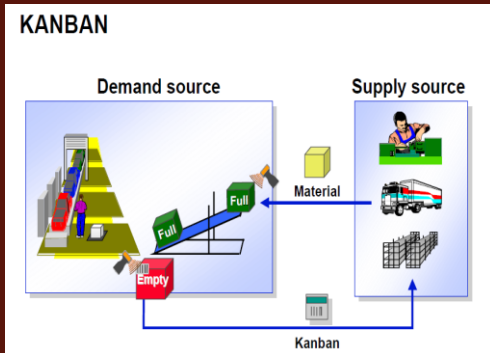 KANBAN
Demand source
Supply source
Full
Full
Material
Empty
Kanban